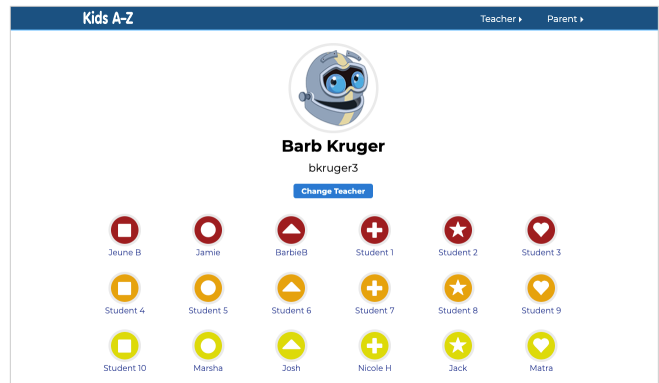 Kids A-Z Teacher Parent
Barb Kruger
bkruger3
Change Teacher
Jeune B Jamie BarbieB Student 1 Student 2 Student 3
Student 4 Student 5 Student 6 Student 7 Student 8 Student 9
Student 10 Marsha Josh Nicole H Jack Matra